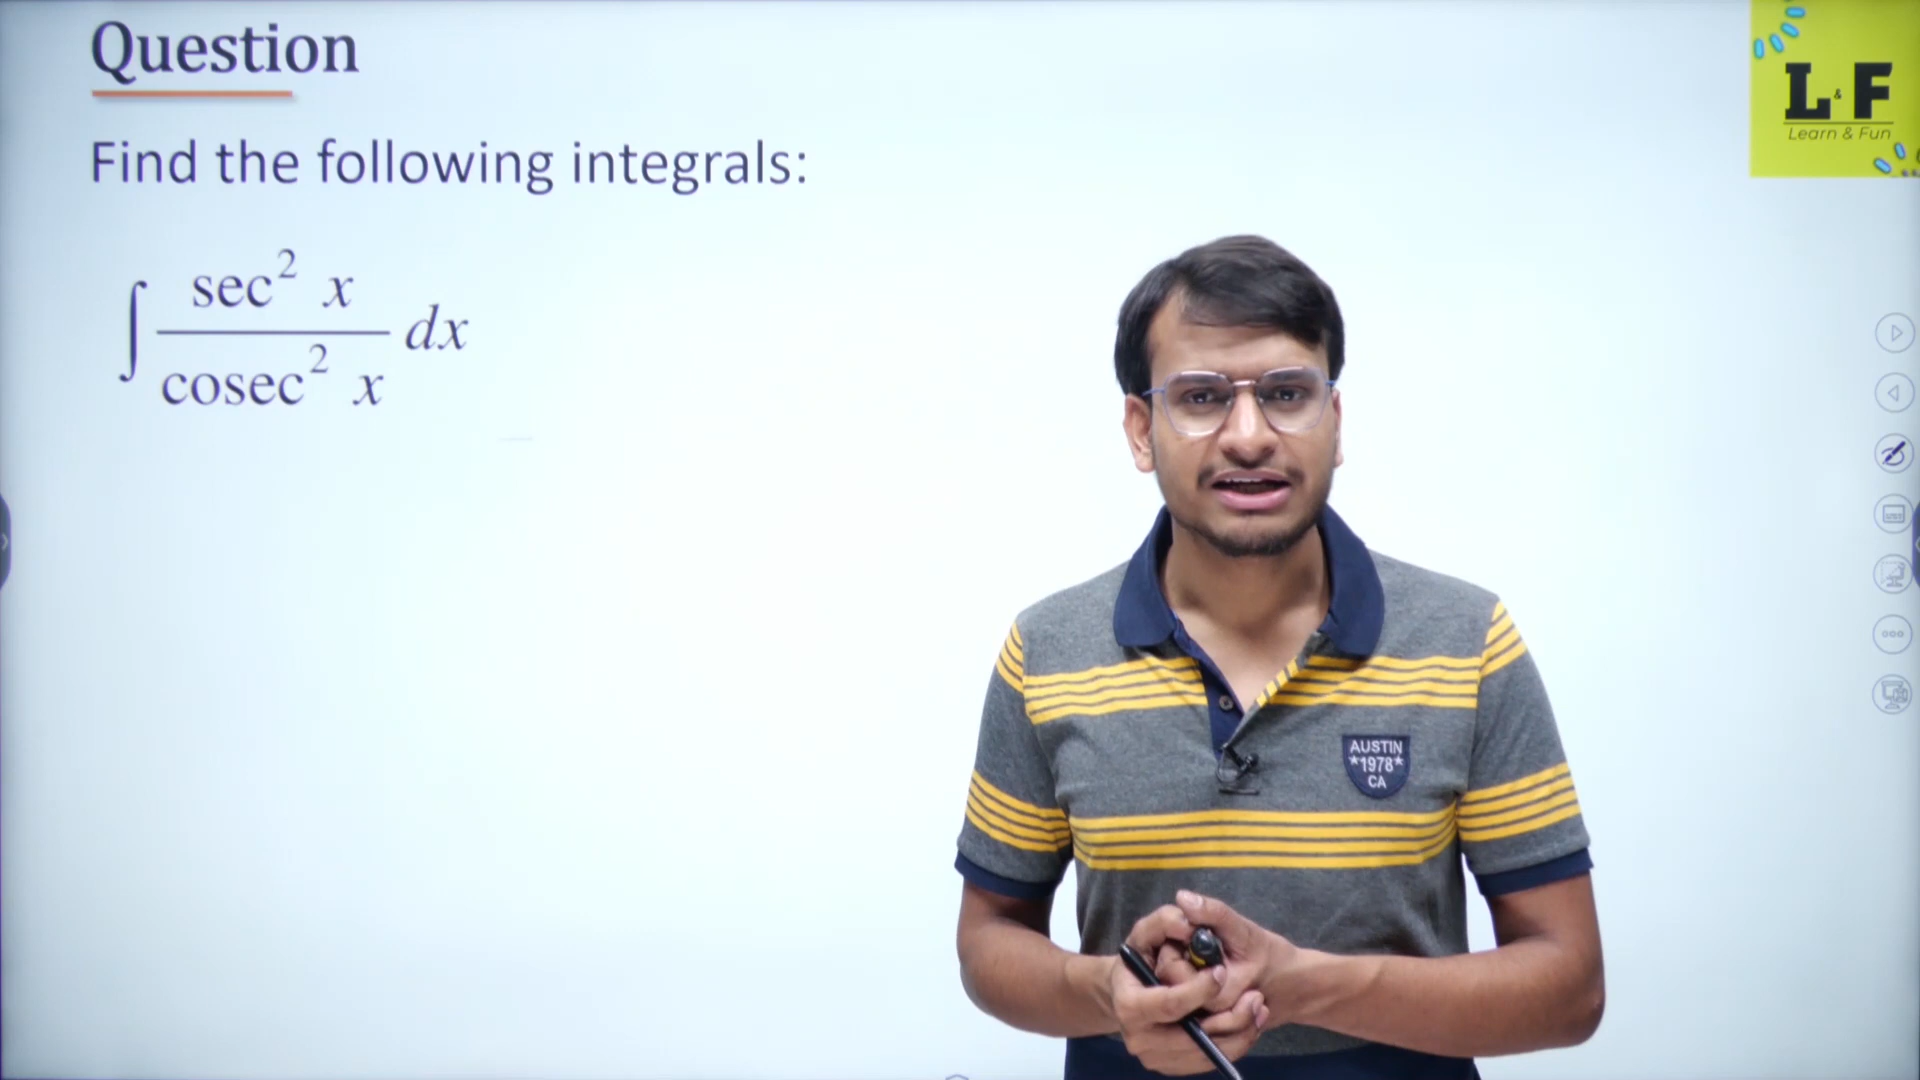 Question
Find the following integrals:
∫ sec² x / cosec² x dx
L & F
Learn & Fun
AUSTIN
*1978*
CA